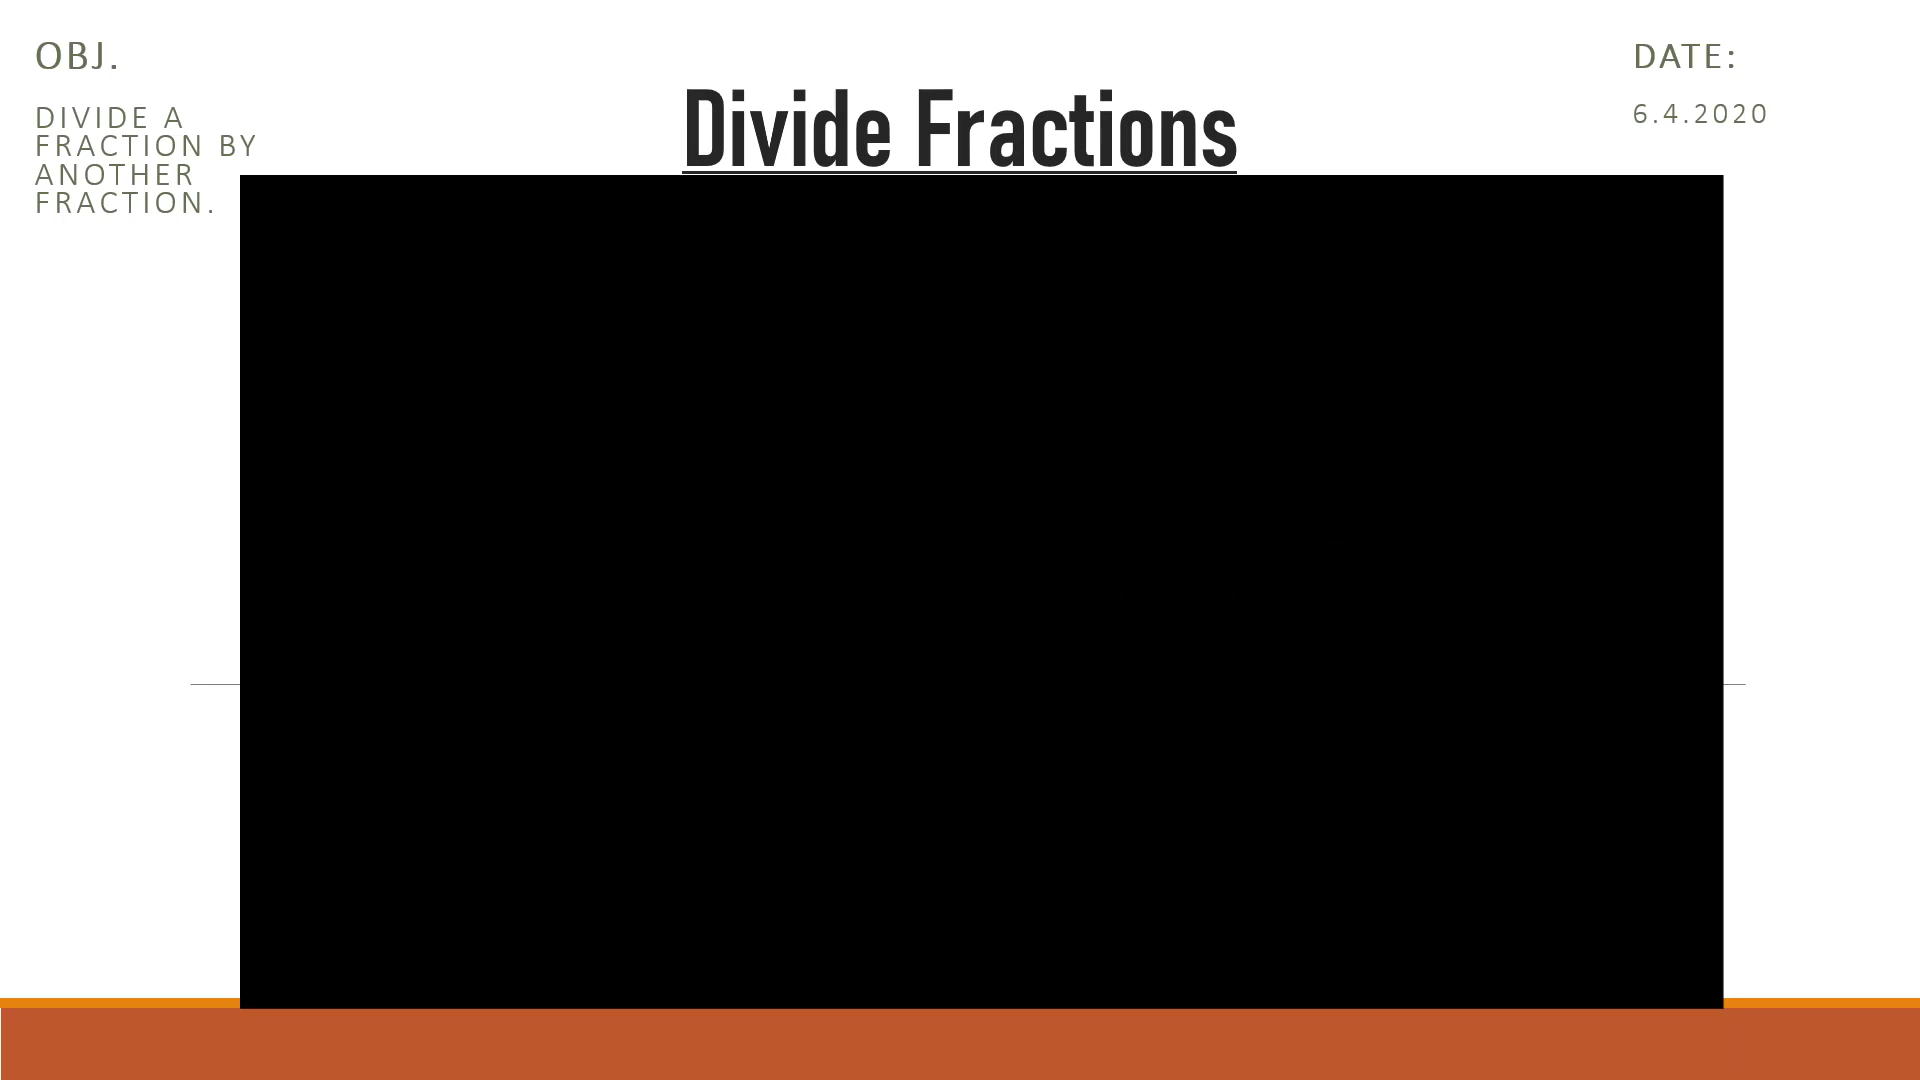 OBJ.
DIVIDE A
FRACTION BY
ANOTHER
FRACTION.
Divide Fractions
DATE:
6.4.2020